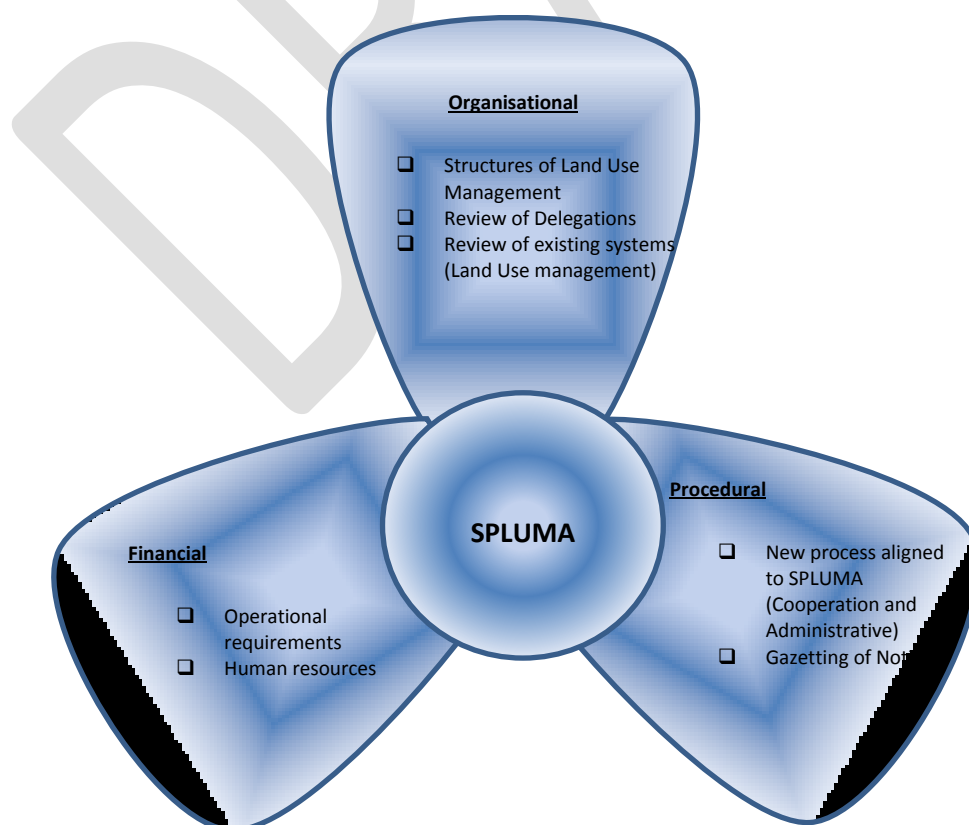 Organisational
❑ Structures of Land Use
Management
❑ Review of Delegations
❑ Review of existing systems
(Land Use management)
SPLUMA
Financial
❑ Operational
requirements
❑ Human resources
Procedural
❑ New process aligned
to SPLUMA
(Cooperation and
Administrative)
❑ Gazetting of